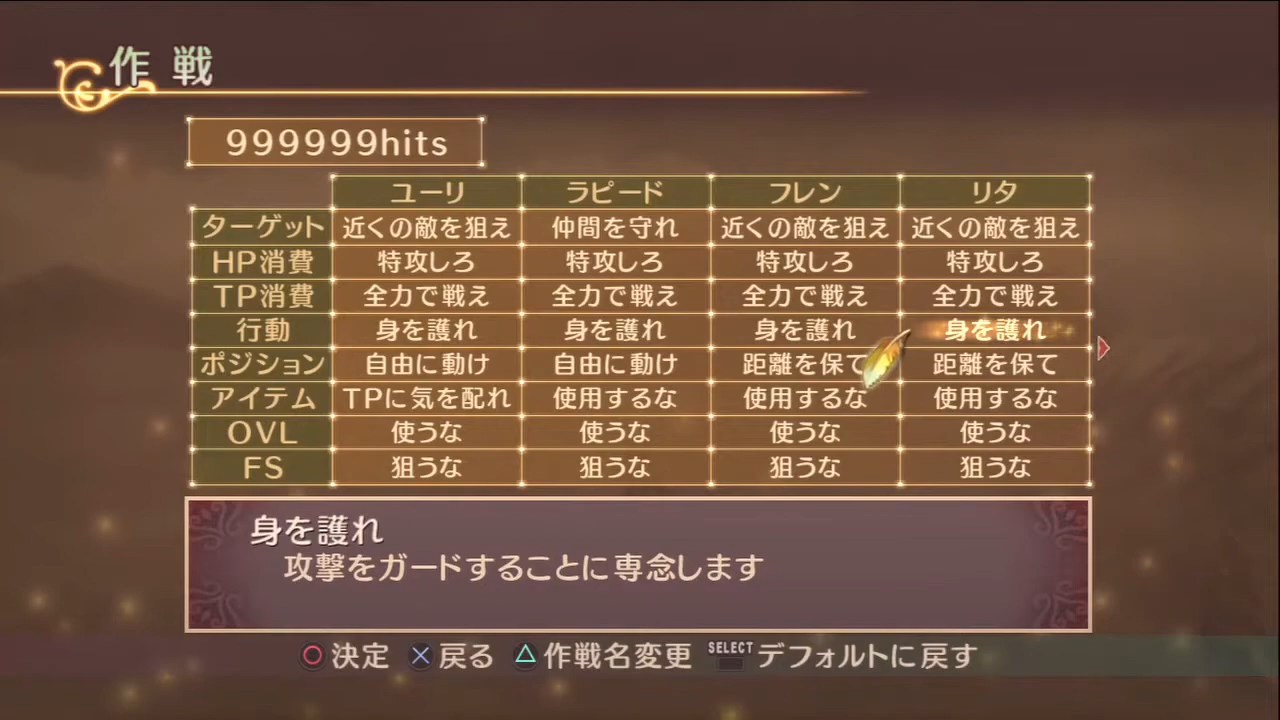 作戦
999999hits
ユーリ ラピード フレン リタ
ターゲット 近くの敵を狙え 仲間を守れ 近くの敵を狙え 近くの敵を狙え
HP消費 特攻しろ 特攻しろ 特攻しろ 特攻しろ
TP消費 全力で戦え 全力で戦え 全力で戦え 全力で戦え
行動 身を護れ 身を護れ 身を護れ 身を護れ
ポジション 自由に動け 自由に動け 距離を保て 距離を保て
アイテム TPに気を配れ 使用するな 使用するな 使用するな
OVL 使うな 使うな 使うな 使うな
FS 狙うな 狙うな 狙うな 狙うな
身を護れ
攻撃をガードすることに専念します
決定 戻る 作戦名変更 SELECT デフォルトに戻す